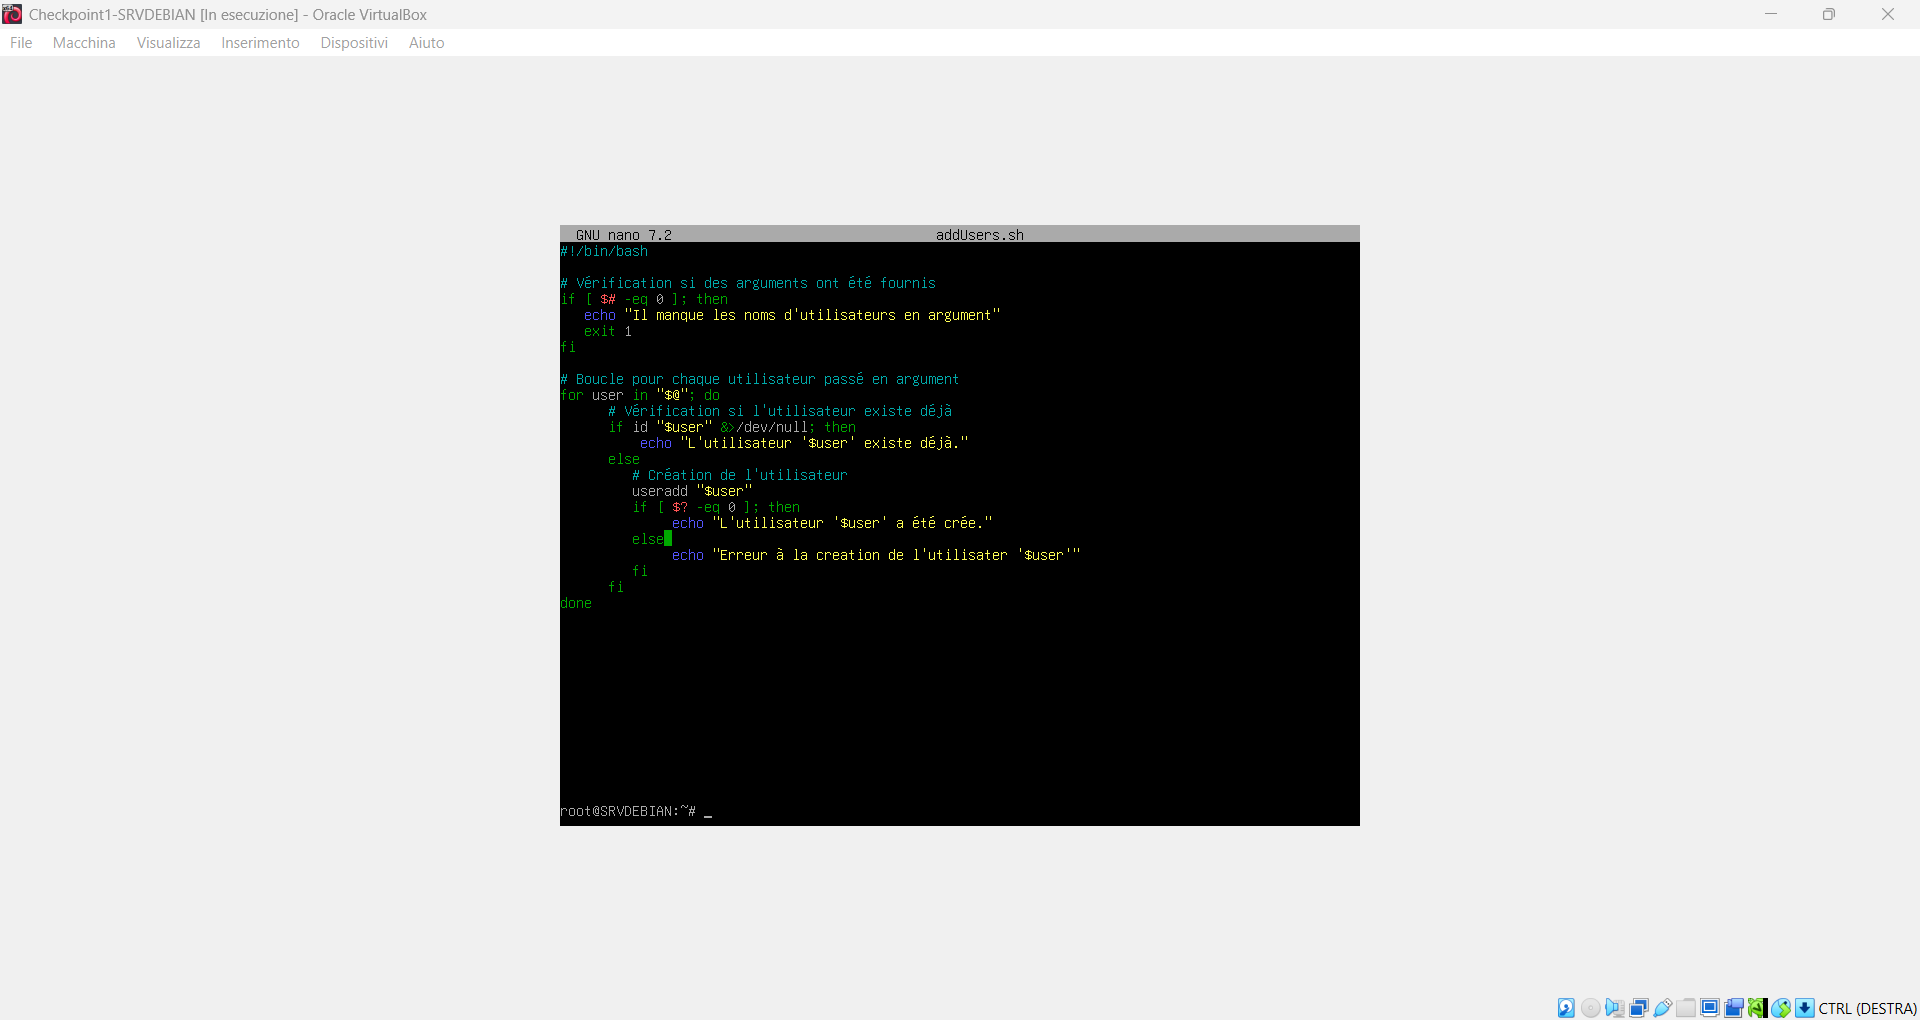 Checkpoint1-SRVDEBIAN [In esecuzione] - Oracle VirtualBox
File Macchina Visualizza Inserimento Dispositivi Aiuto
GNU nano 7.2 addUsers.sh
#!/bin/bash
# Vérification si des arguments ont été fournis
if [ $# -eq 0 ]; then
echo "Il manque les noms d'utilisateurs en argument"
exit 1
fi
# Boucle pour chaque utilisateur passé en argument
for user in "$@"; do
# Vérification si l'utilisateur existe déjà
if id "$user" &>/dev/null; then
echo "L'utilisateur '$user' existe déjà."
else
# Création de l'utilisateur
useradd "$user"
if [ $? -eq 0 ]; then
echo "L'utilisateur '$user' a été crée."
else
echo "Erreur à la creation de l'utilisater '$user'"
fi
fi
done
root@SRVDEBIAN:~# _
CTRL (DESTRA)